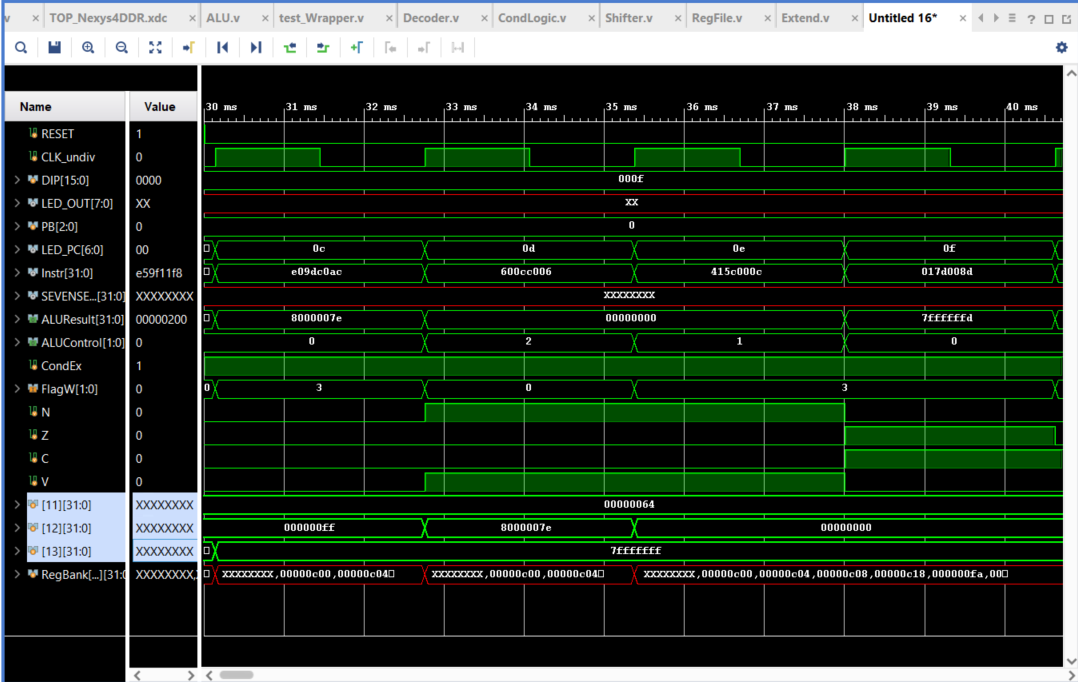 v TOP_Nexys4DDR.xdc ALU.v test_Wrapper.v Decoder.v CondLogic.v Shifter.v RegFile.v Extend.v Untitled 16*
Name Value 30 ms 31 ms 32 ms 33 ms 34 ms 35 ms 36 ms 37 ms 38 ms 39 ms 40 ms
RESET 1
CLK_undiv 0
DIP[15:0] 0000 000f
LED_OUT[7:0] XX XX
PB[2:0] 0 0
LED_PC[6:0] 00 0c 0d 0e 0f
Instr[31:0] e59f11f8 e09dc0ac 600cc006 415c000c 017d008d
SEVENSE...[31:0] XXXXXXXX XXXXXXXX
ALUResult[31:0] 00000200 8000007e 00000000 7ffffffd
ALUControl[1:0] 0 0 2 1 0
CondEx 1
FlagW[1:0] 0 0 3 0 3
N 0
Z 0
C 0
V 0
[11][31:0] XXXXXXXX 00000064
[12][31:0] XXXXXXXX 000000ff 8000007e 00000000
[13][31:0] XXXXXXXX 7fffffff
RegBank[...][31:0 XXXXXXXX, XXXXXXXX,00000c00,00000c04 XXXXXXXX,00000c00,00000c04 XXXXXXXX,00000c00,00000c04,00000c08,00000c18,000000fa,00